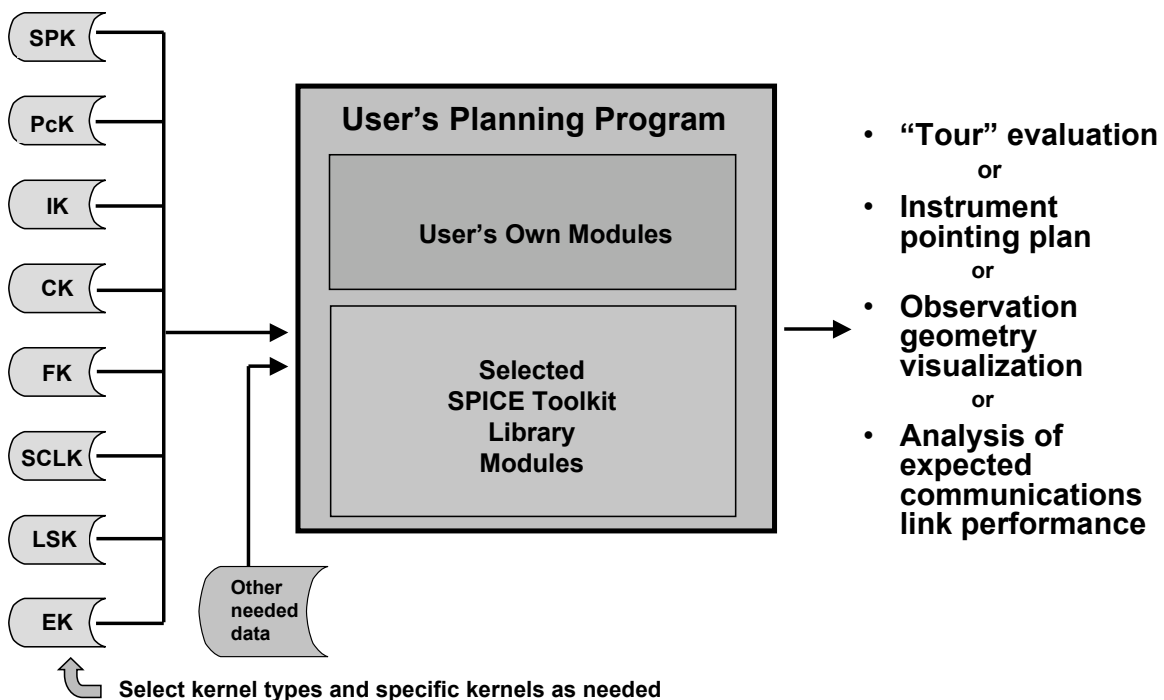 SPK
PcK
IK
CK
FK
SCLK
LSK
EK
Select kernel types and specific kernels as needed
Other
needed
data
User's Planning Program
User's Own Modules
Selected
SPICE Toolkit
Library
Modules
• “Tour” evaluation
or
• Instrument
pointing plan
or
• Observation
geometry
visualization
or
• Analysis of
expected
communications
link performance